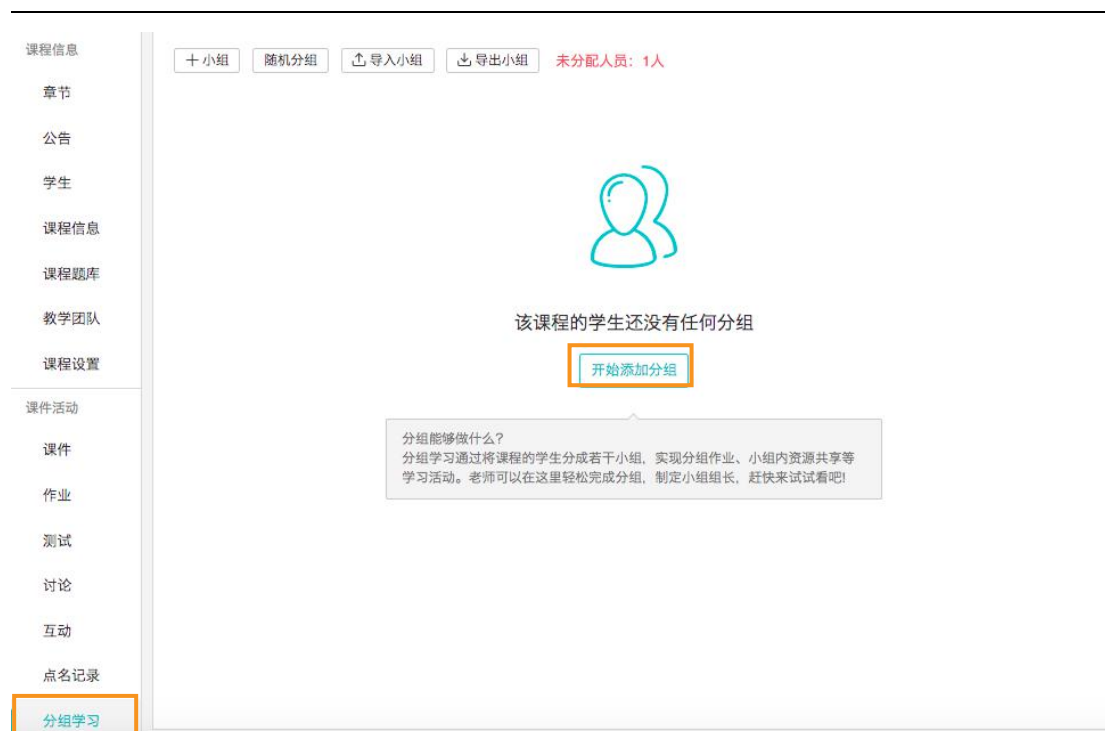 课程信息
章节
公告
学生
课程信息
课程题库
教学团队
课程设置
课件活动
课件
作业
测试
讨论
互动
点名记录
分组学习
+小组 随机分组 导入小组 导出小组 未分配人员：1人
该课程的学生还没有任何分组
开始添加分组
分组能够做什么?
分组学习通过将课程的学生分成若干小组，实现分组作业、小组内资源共享等
学习活动。老师可以在这里轻松完成分组，制定小组组长，赶快来试试看吧!